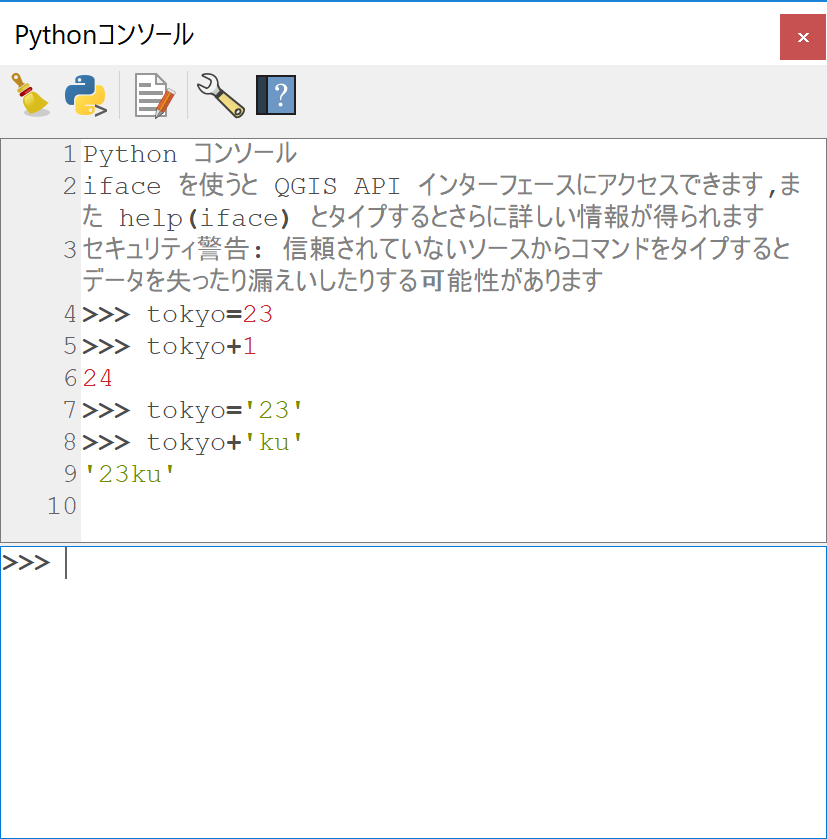 Pythonコンソール
1 Python コンソール
2 iface を使うと QGIS API インターフェースにアクセスできます,ま
た help(iface) とタイプするとさらに詳しい情報が得られます
3 セキュリティ警告: 信頼されていないソースからコマンドをタイプすると
データを失ったり漏えいしたりする可能性があります
4 >>> tokyo=23
5 >>> tokyo+1
6 24
7 >>> tokyo='23'
8 >>> tokyo+'ku'
9 '23ku'
10
>>>